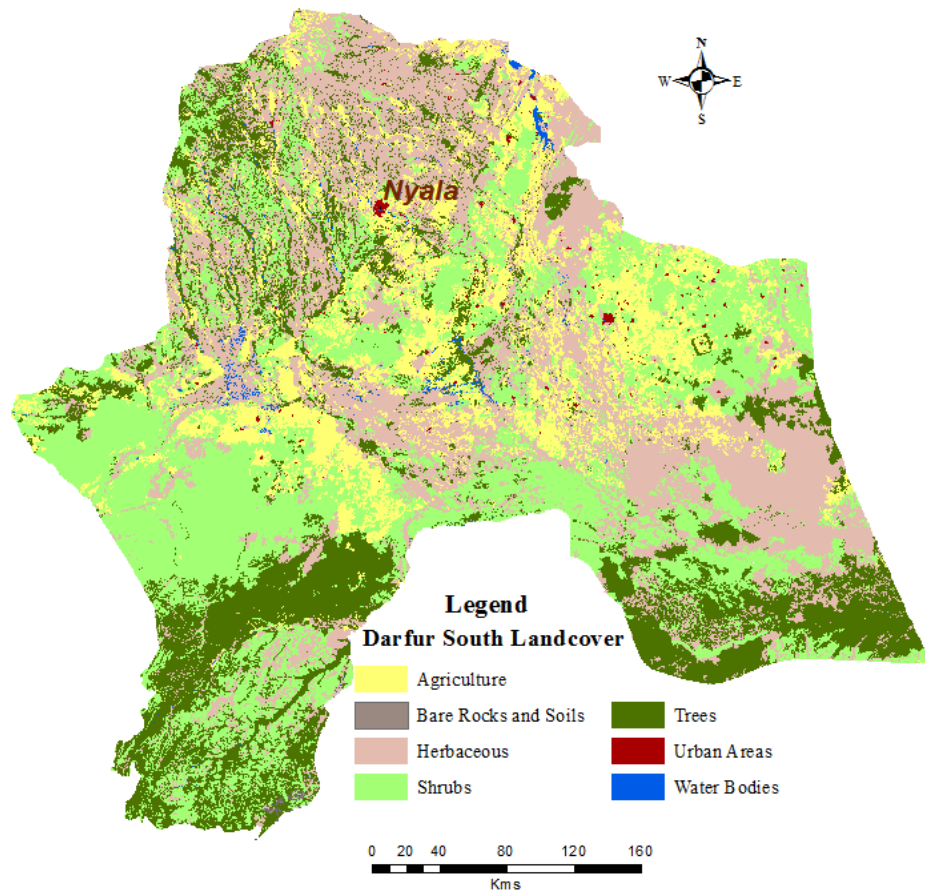 N
W E
S
Nyala
Legend
Darfur South Landcover
Agriculture
Bare Rocks and Soils
Herbaceous
Shrubs
Trees
Urban Areas
Water Bodies
0 20 40 80 120 160
Kms